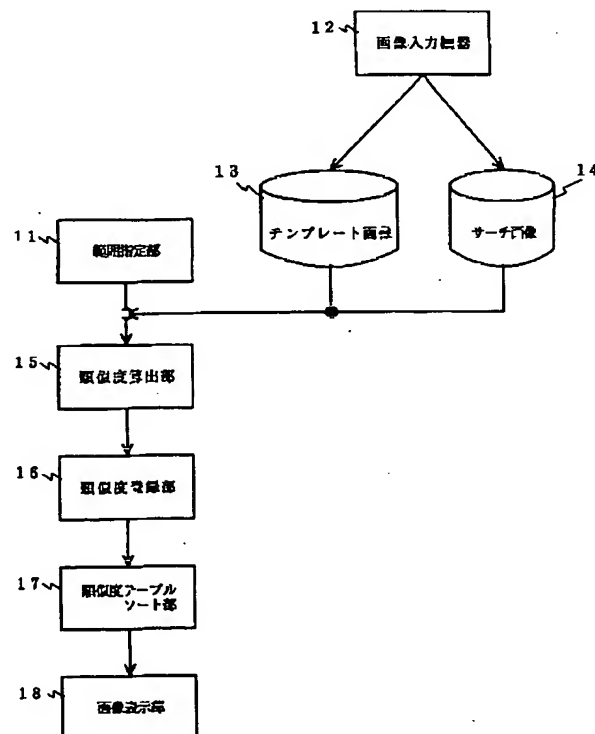 12
画像入力機器
13
14
テンプレート画像
サーチ画像
11
範囲指定部
15
類似度算出部
16
類似度登録部
17
類似度テーブル
ソート部
18
画像表示部